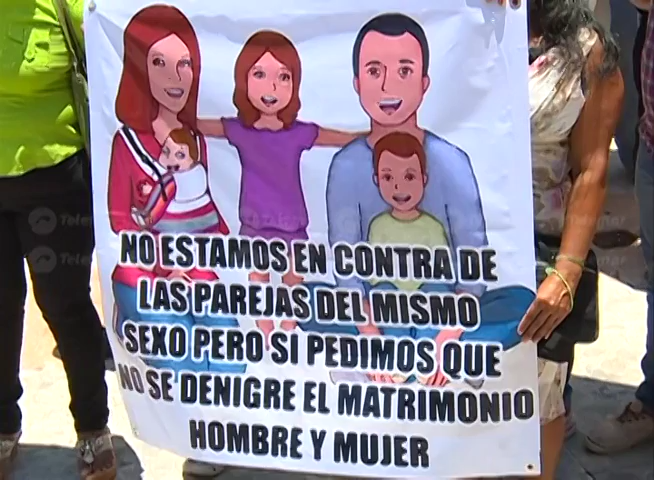 NO ESTAMOS EN CONTRA DE
LAS PAREJAS DEL MISMO
SEXO PERO SI PEDIMOS QUE
NO SE DENIGRE EL MATRIMONIO
HOMBRE Y MUJER